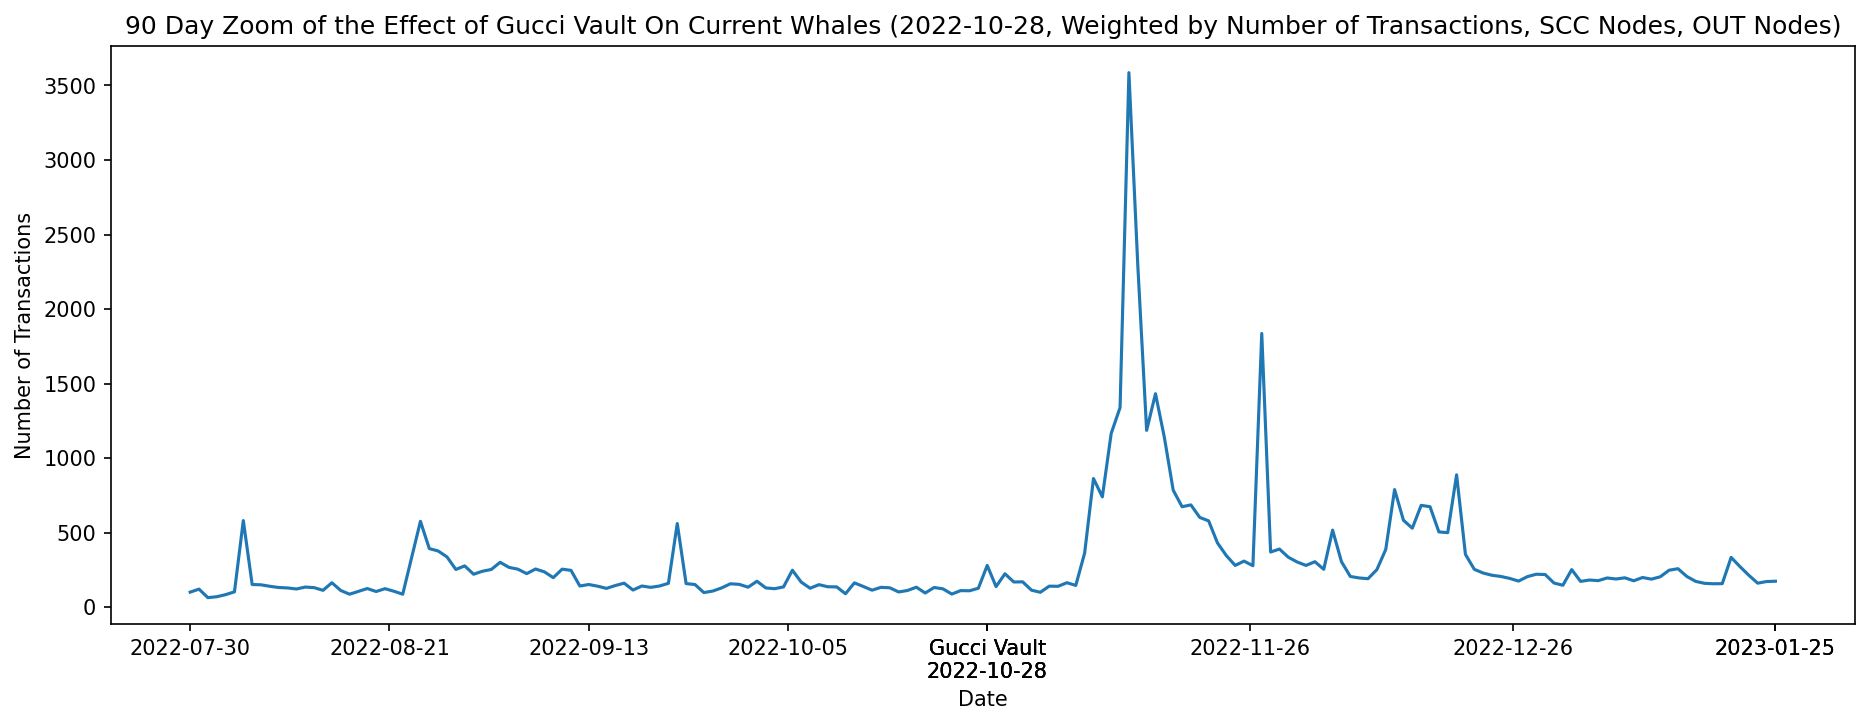 90 Day Zoom of the Effect of Gucci Vault On Current Whales (2022-10-28, Weighted by Number of Transactions, SCC Nodes, OUT Nodes)
Number of Transactions
3500
3000
2500
2000
1500
1000
500
0
2022-07-30 2022-08-21 2022-09-13 2022-10-05 Gucci Vault 2022-11-26 2022-12-26 2023-01-25
2022-10-28
Date